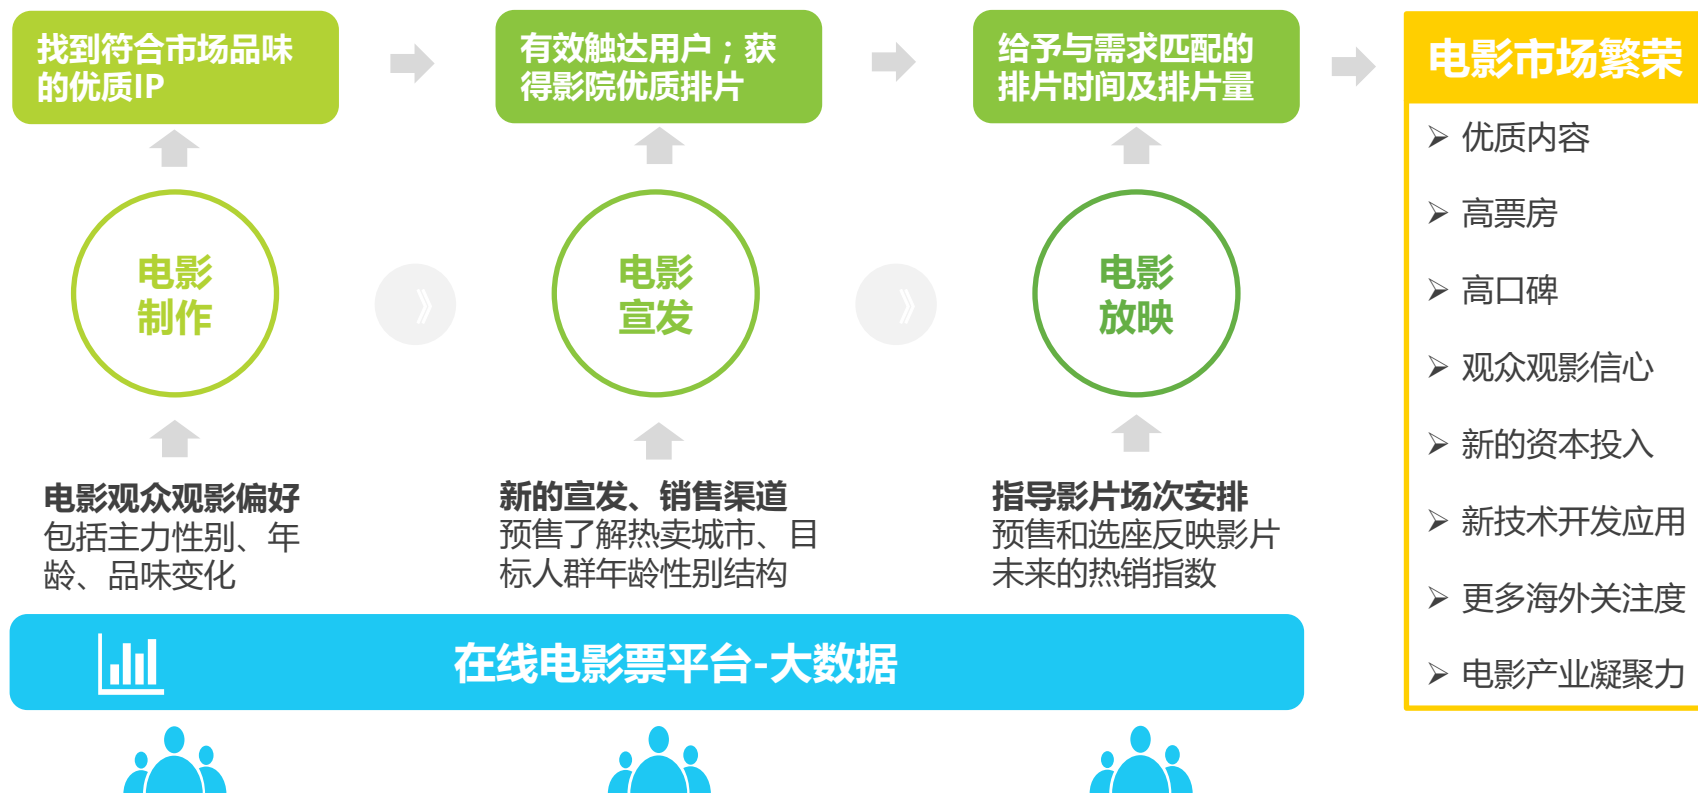 找到符合市场品味
的优质IP
有效触达用户；获
得影院优质排片
给予与需求匹配的
排片时间及排片量
电影
制作
》
电影
宣发
》
电影
放映
电影观众观影偏好
包括主力性别、年
龄、品味变化
新的宣发、销售渠道
预售了解热卖城市、目
标人群年龄性别结构
指导影片场次安排
预售和选座反映影片
未来的热销指数
在线电影票平台-大数据
电影市场繁荣
➢ 优质内容
➢ 高票房
➢ 高口碑
➢ 观众观影信心
➢ 新的资本投入
➢ 新技术开发应用
➢ 更多海外关注度
➢ 电影产业凝聚力